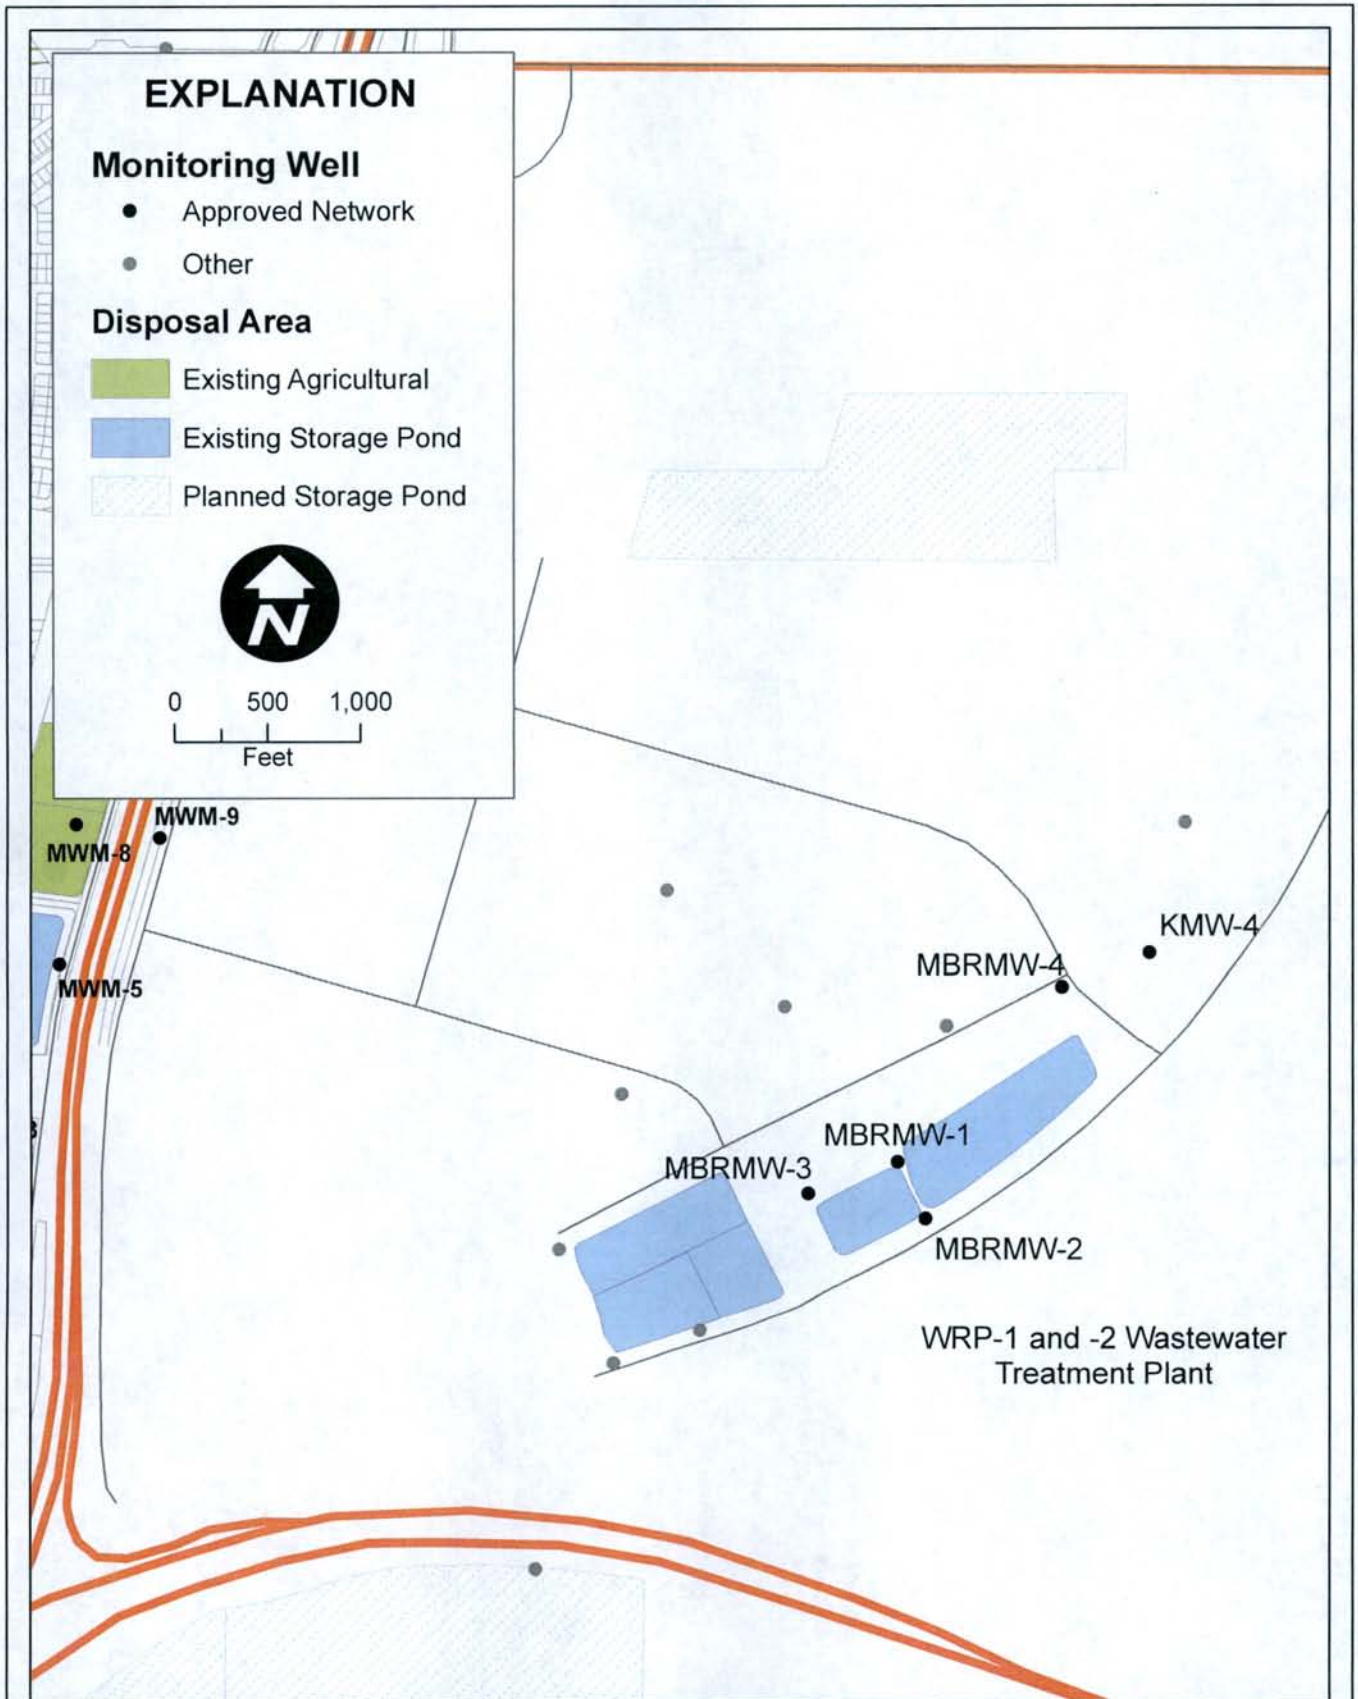 EXPLANATION
Monitoring Well
Approved Network
Other
Disposal Area
Existing Agricultural
Existing Storage Pond
Planned Storage Pond
N
0 500 1,000
Feet
MWM-9
MWM-8
MWM-5
KMW-4
MBRMW-4
MBRMW-1
MBRMW-3
MBRMW-2
WRP-1 and -2 Wastewater
Treatment Plant